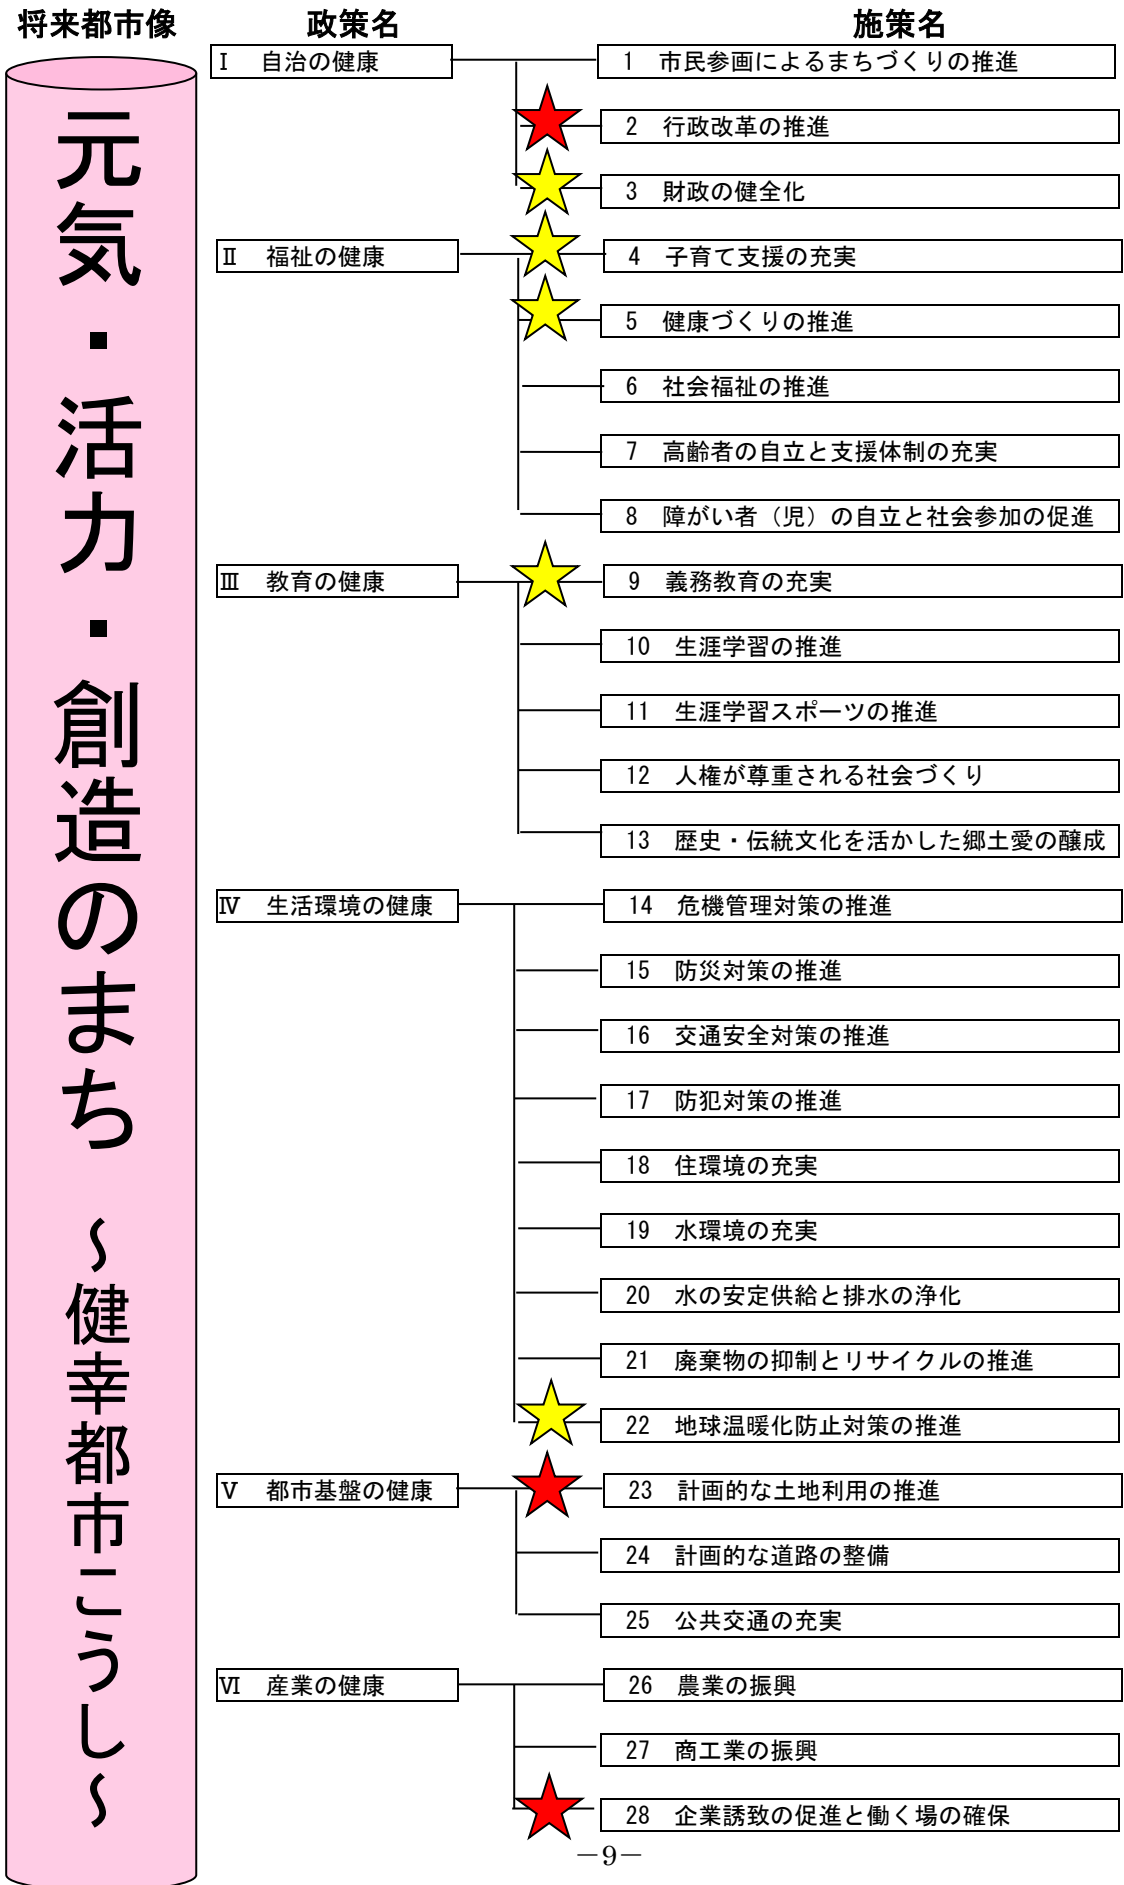 将来都市像
政策名
施策名
元気・活力・創造のまち ～健幸都市こうし～
Ⅰ 自治の健康
1 市民参画によるまちづくりの推進
2 行政改革の推進
3 財政の健全化
Ⅱ 福祉の健康
4 子育て支援の充実
5 健康づくりの推進
6 社会福祉の推進
7 高齢者の自立と支援体制の充実
8 障がい者（児）の自立と社会参加の促進
Ⅲ 教育の健康
9 義務教育の充実
10 生涯学習の推進
11 生涯学習スポーツの推進
12 人権が尊重される社会づくり
13 歴史・伝統文化を活かした郷土愛の醸成
Ⅳ 生活環境の健康
14 危機管理対策の推進
15 防災対策の推進
16 交通安全対策の推進
17 防犯対策の推進
18 住環境の充実
19 水環境の充実
20 水の安定供給と排水の浄化
21 廃棄物の抑制とリサイクルの推進
22 地球温暖化防止対策の推進
Ⅴ 都市基盤の健康
23 計画的な土地利用の推進
24 計画的な道路の整備
25 公共交通の充実
Ⅵ 産業の健康
26 農業の振興
27 商工業の振興
28 企業誘致の促進と働く場の確保
－9－